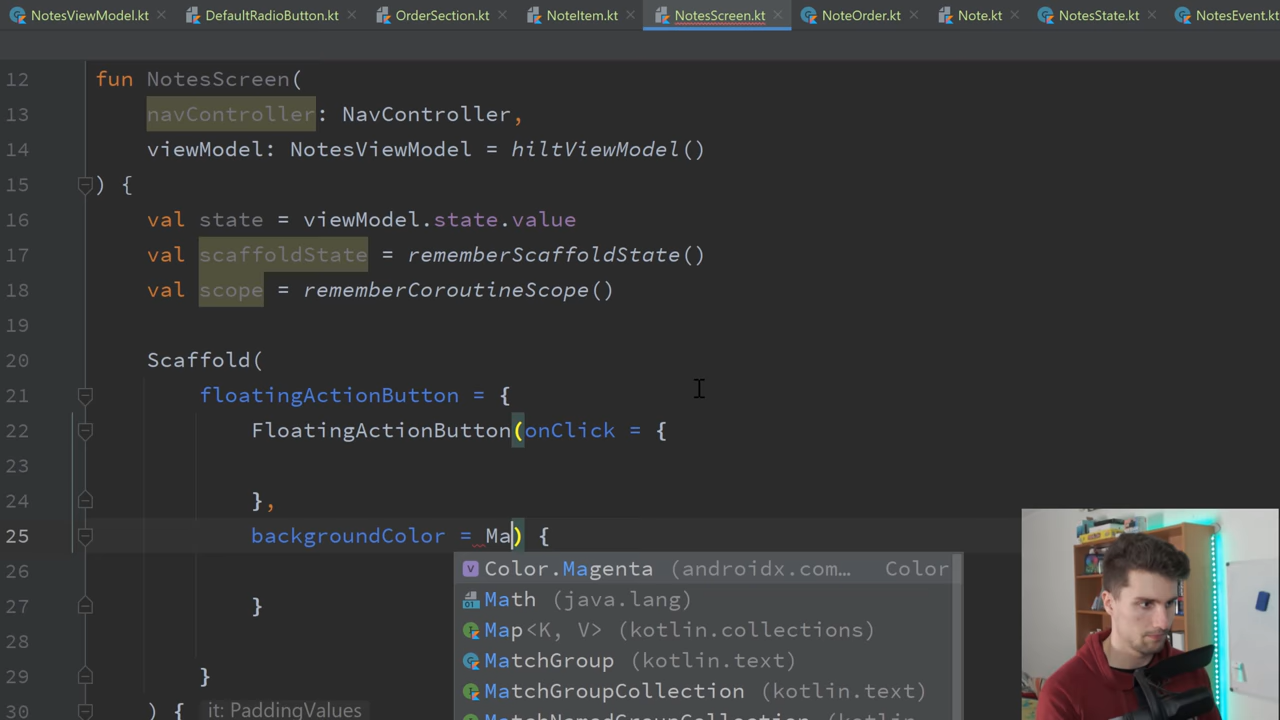 NotesViewModel.kt DefaultRadioButton.kt OrderSection.kt NoteItem.kt NotesScreen.kt NoteOrder.kt Note.kt NotesState.kt NotesEvent.kt
12 fun NotesScreen(
13 navController: NavController,
14 viewModel: NotesViewModel = hiltViewModel()
15 ) {
16 val state = viewModel.state.value
17 val scaffoldState = rememberScaffoldState()
18 val scope = rememberCoroutineScope()
19
20 Scaffold(
21 floatingActionButton = {
22 FloatingActionButton(onClick = {
23
24 },
25 backgroundColor = Ma) {
26 Color.Magenta (androidx.com… Color
Math (java.lang)
27 }
Map<K, V> (kotlin.collections)
28 MatchGroup (kotlin.text)
29 }
MatchGroupCollection (kotlin.text)
30 ) { it: PaddingValues
MatchNamedGroupCollection (kotlin